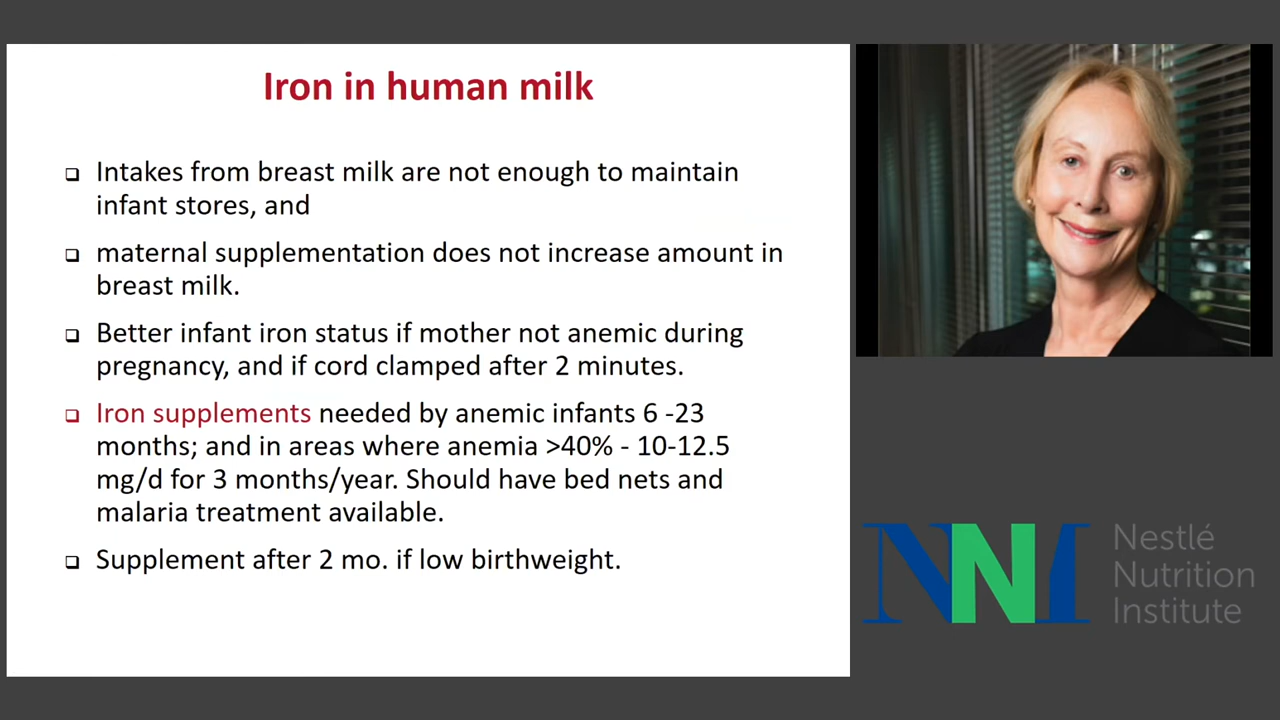 Iron in human milk
Intakes from breast milk are not enough to maintain
infant stores, and
maternal supplementation does not increase amount in
breast milk.
Better infant iron status if mother not anemic during
pregnancy, and if cord clamped after 2 minutes.
Iron supplements needed by anemic infants 6 -23
months; and in areas where anemia >40% - 10-12.5
mg/d for 3 months/year. Should have bed nets and
malaria treatment available.
Supplement after 2 mo. if low birthweight.
NNI
Nestlé
Nutrition
Institute